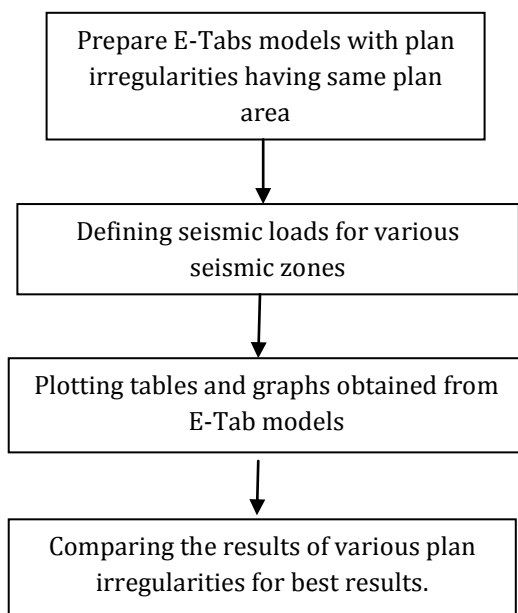 Prepare E-Tabs models with plan
irregularities having same plan
area
Defining seismic loads for various
seismic zones
Plotting tables and graphs obtained from
E-Tab models
Comparing the results of various plan
irregularities for best results.